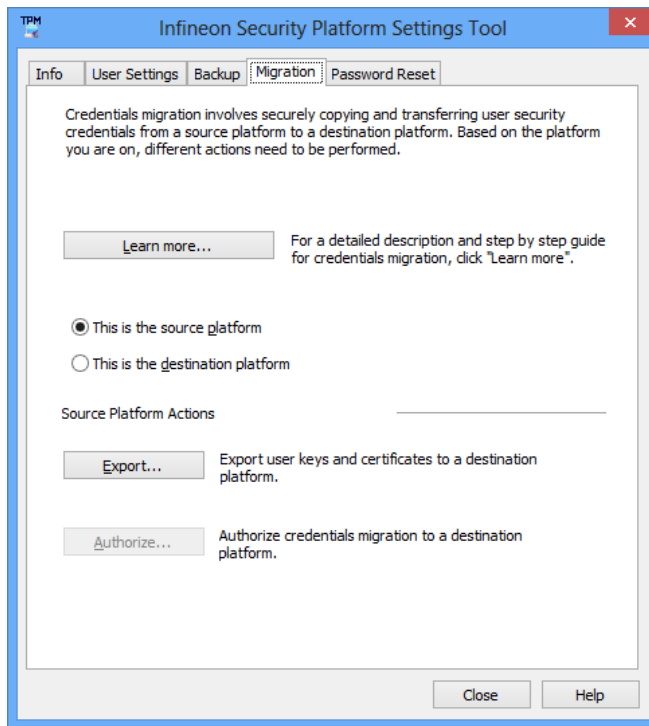 TPM
Infineon Security Platform Settings Tool
Info User Settings Backup Migration Password Reset
Credentials migration involves securely copying and transferring user security
credentials from a source platform to a destination platform. Based on the platform
you are on, different actions need to be performed.
Learn more...
For a detailed description and step by step guide
for credentials migration, click "Learn more".
This is the source platform
This is the destination platform
Source Platform Actions
Export...
Export user keys and certificates to a destination
platform.
Authorize...
Authorize credentials migration to a destination
platform.
Close Help